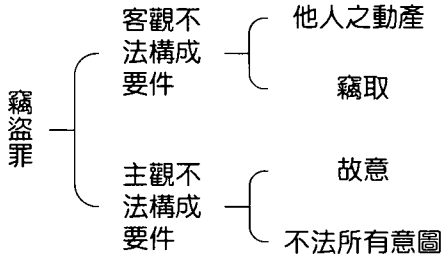 竊盜罪
客觀不
法構成
要件
他人之動產
竊取
主觀不
法構成
要件
故意
不法所有意圖